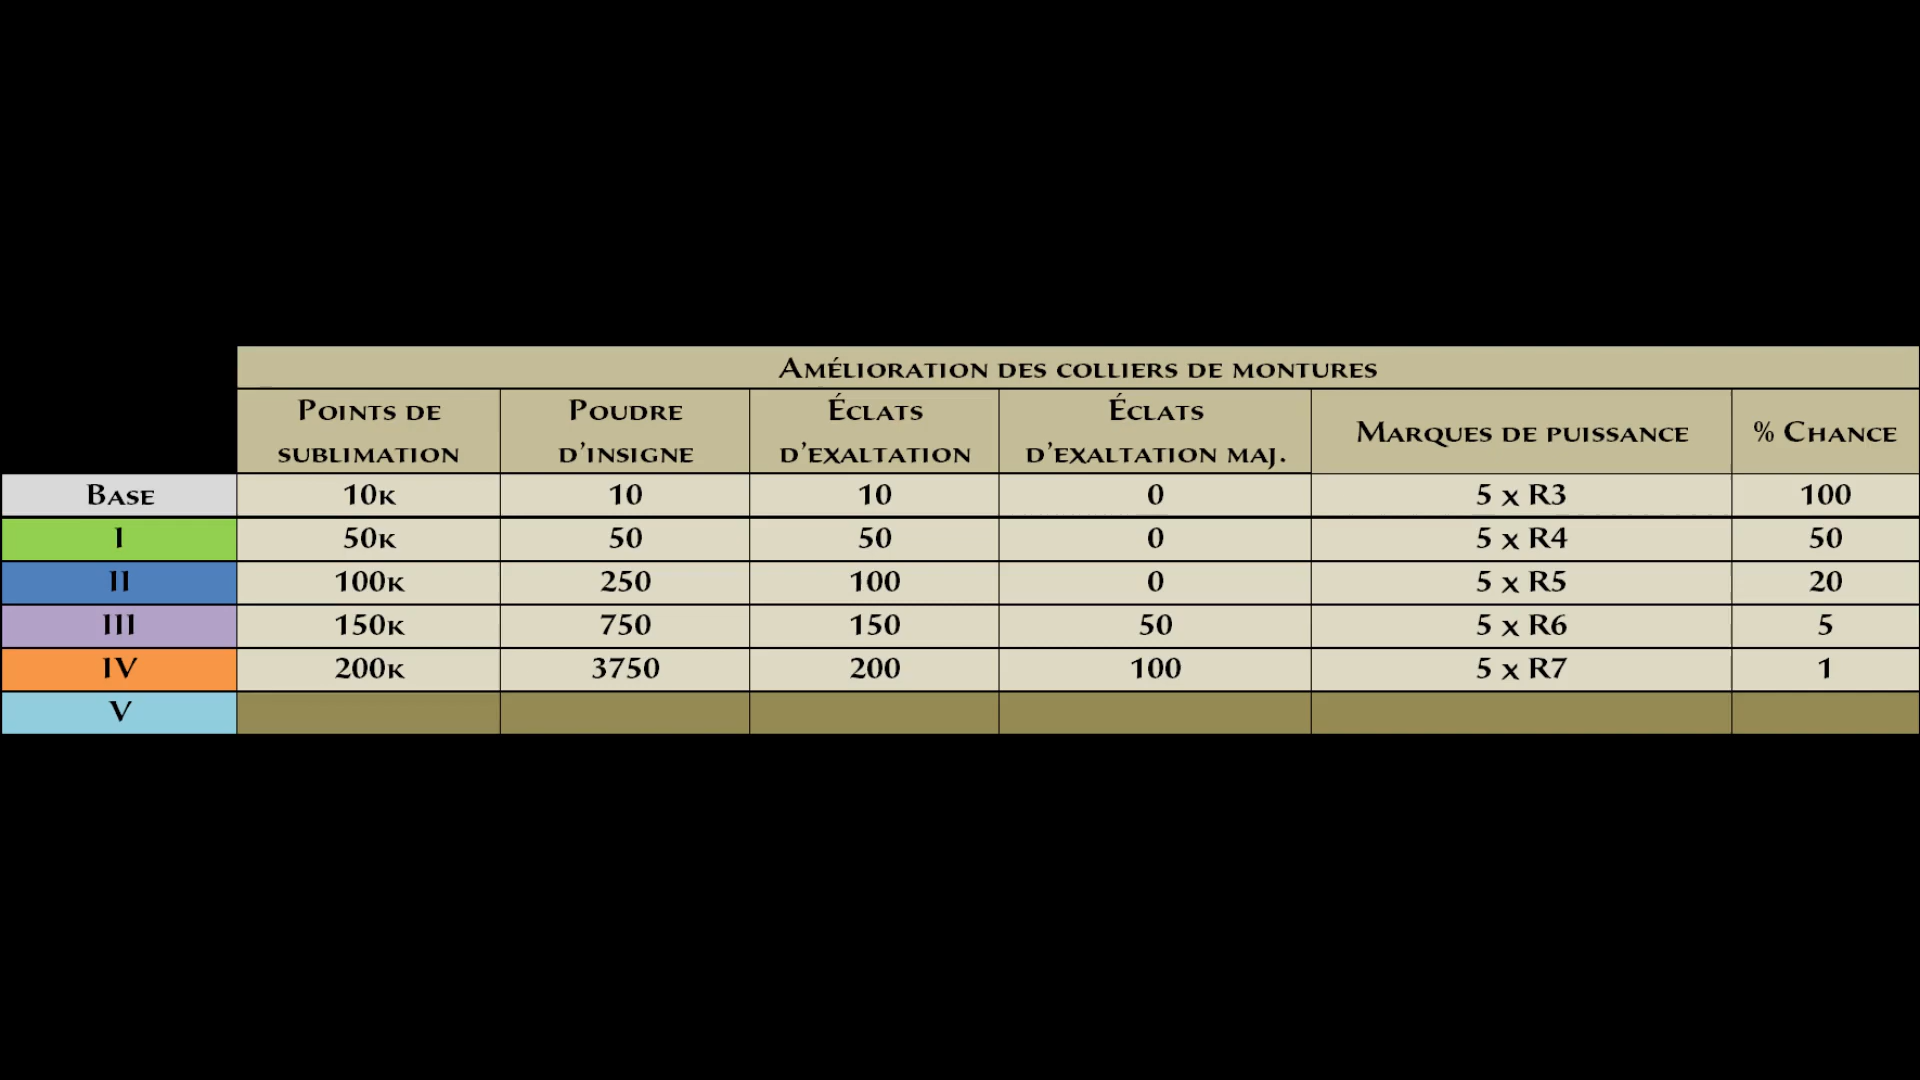 Amélioration des colliers de montures
Points de sublimation Poudre d'insigne Éclats d'exaltation Éclats d'exaltation maj. Marques de puissance % Chance
Base 10k 10 10 0 5 x R3 100
I 50k 50 50 0 5 x R4 50
II 100k 250 100 0 5 x R5 20
III 150k 750 150 50 5 x R6 5
IV 200k 3750 200 100 5 x R7 1
V